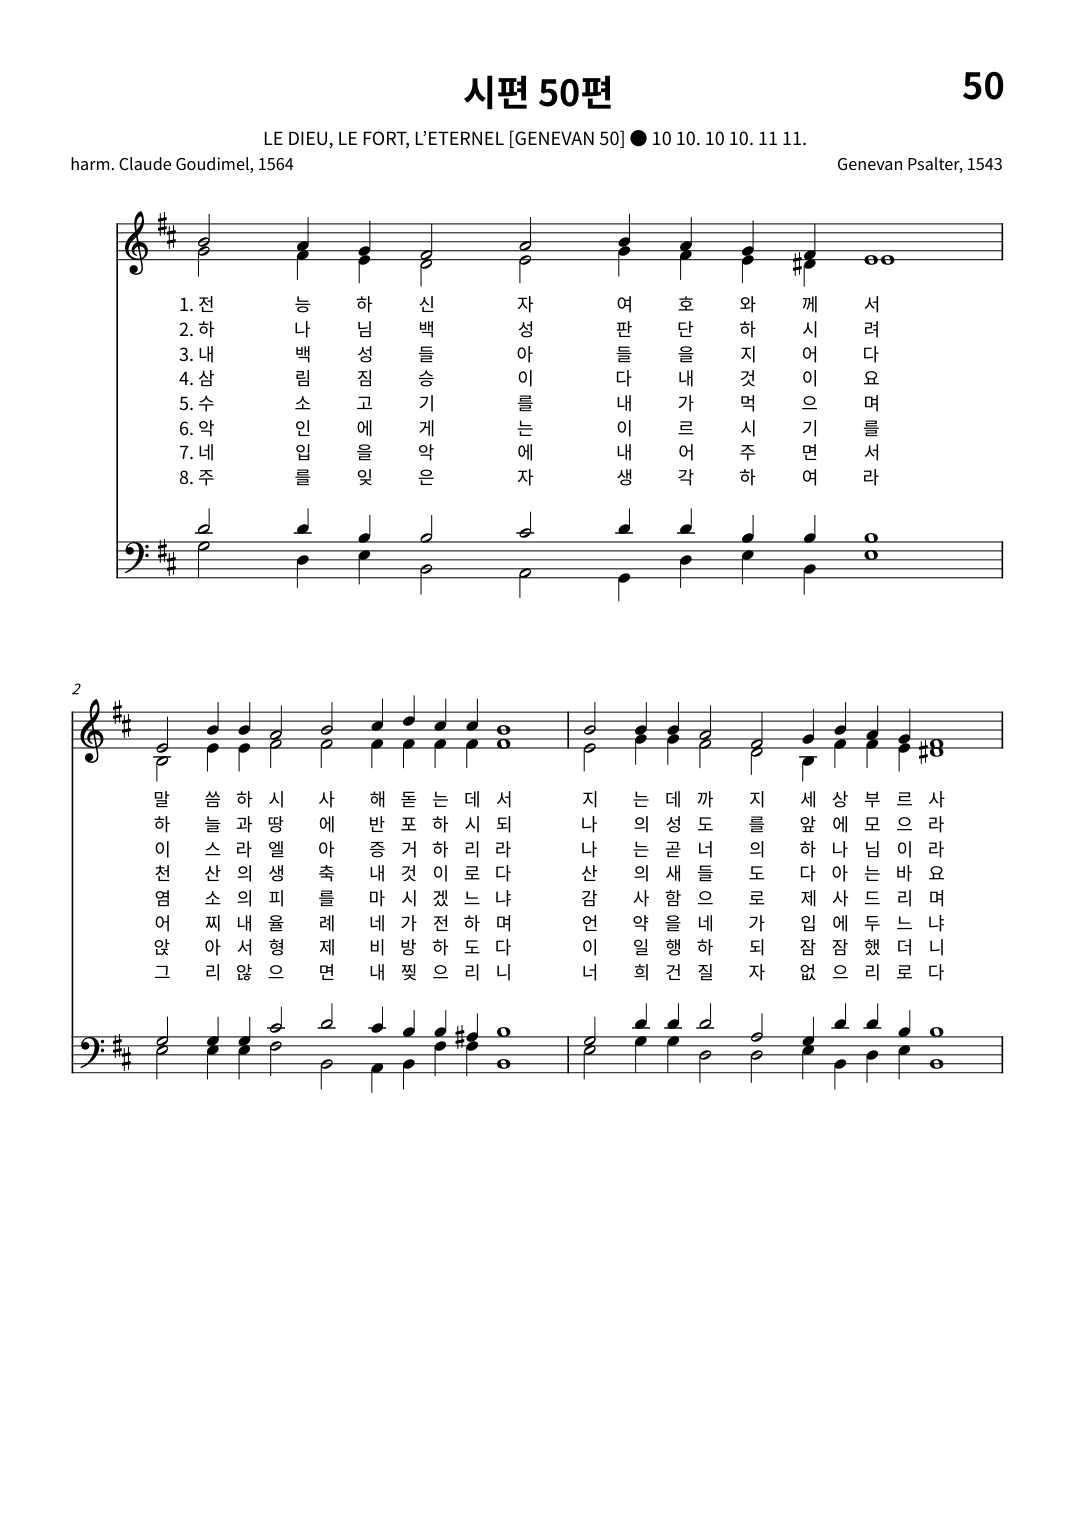 시편 50편
50
LE DIEU, LE FORT, L’ETERNEL [GENEVAN 50] ● 10 10. 10 10. 11 11.
harm. Claude Goudimel, 1564
Genevan Psalter, 1543
1. 전 능 하 신 자 여 호 와 께 서
2. 하 나 님 백 성 판 단 하 시 려
3. 내 백 성 들 아 들 을 지 어 다
4. 삼 림 짐 승 이 다 내 것 이 요
5. 수 소 고 기 를 내 가 먹 으 며
6. 악 인 에 게 는 이 르 시 기 를
7. 네 입 을 악 에 내 어 주 면 서
8. 주 를 잊 은 자 생 각 하 여 라
2
말 씀 하 시 사 해 돋 는 데 서 지 는 데 까 지 세 상 부 르 사
하 늘 과 땅 에 반 포 하 시 되 나 의 성 도 를 앞 에 모 으 라
이 스 라 엘 아 증 거 하 리 라 나 는 곧 너 의 하 나 님 이 라
천 산 의 생 축 내 것 이 로 다 산 의 새 들 도 다 아 는 바 요
염 소 의 피 를 마 시 겠 느 냐 감 사 함 으 로 제 사 드 리 며
어 찌 내 율 례 네 가 전 하 며 언 약 을 네 가 입 에 두 느 냐
앉 아 서 형 제 비 방 하 도 다 이 일 행 하 되 잠 잠 했 더 니
그 리 않 으 면 내 찢 으 리 니 너 희 건 질 자 없 으 리 로 다